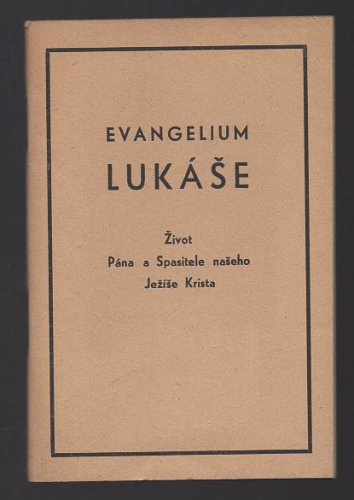 EVANGELIUM
LUKÁŠE
Život
Pána a Spasitele našeho
Ježíše Krista